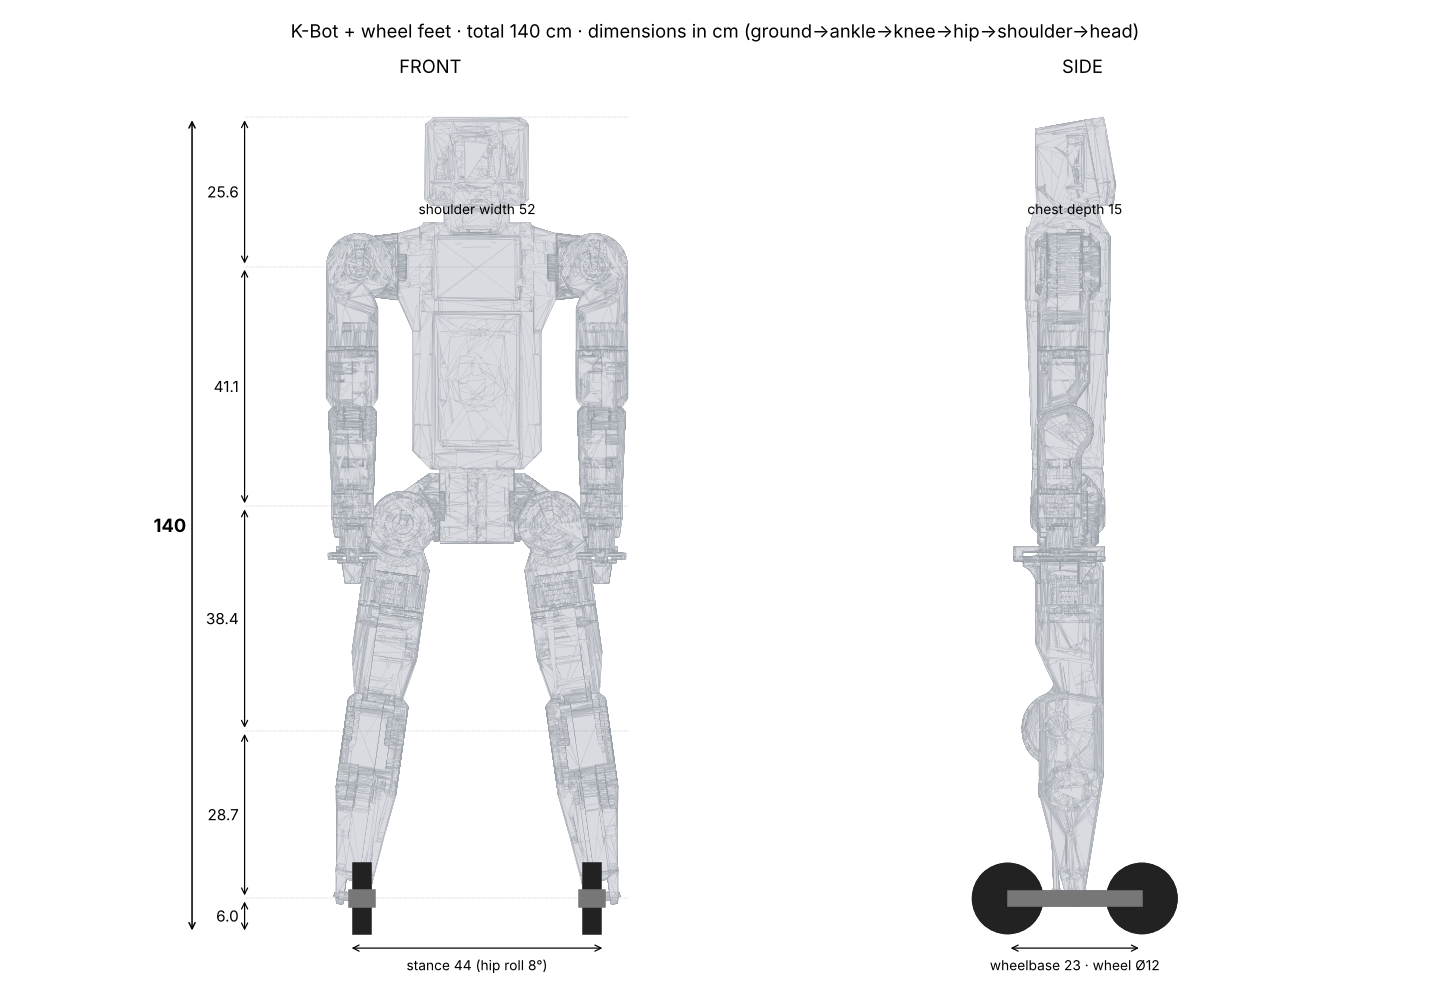 K-Bot + wheel feet · total 140 cm · dimensions in cm (ground→ankle→knee→hip→shoulder→head)
FRONT
SIDE
25.6
shoulder width 52
chest depth 15
41.1
140
38.4
28.7
6.0
stance 44 (hip roll 8°)
wheelbase 23 · wheel Ø12